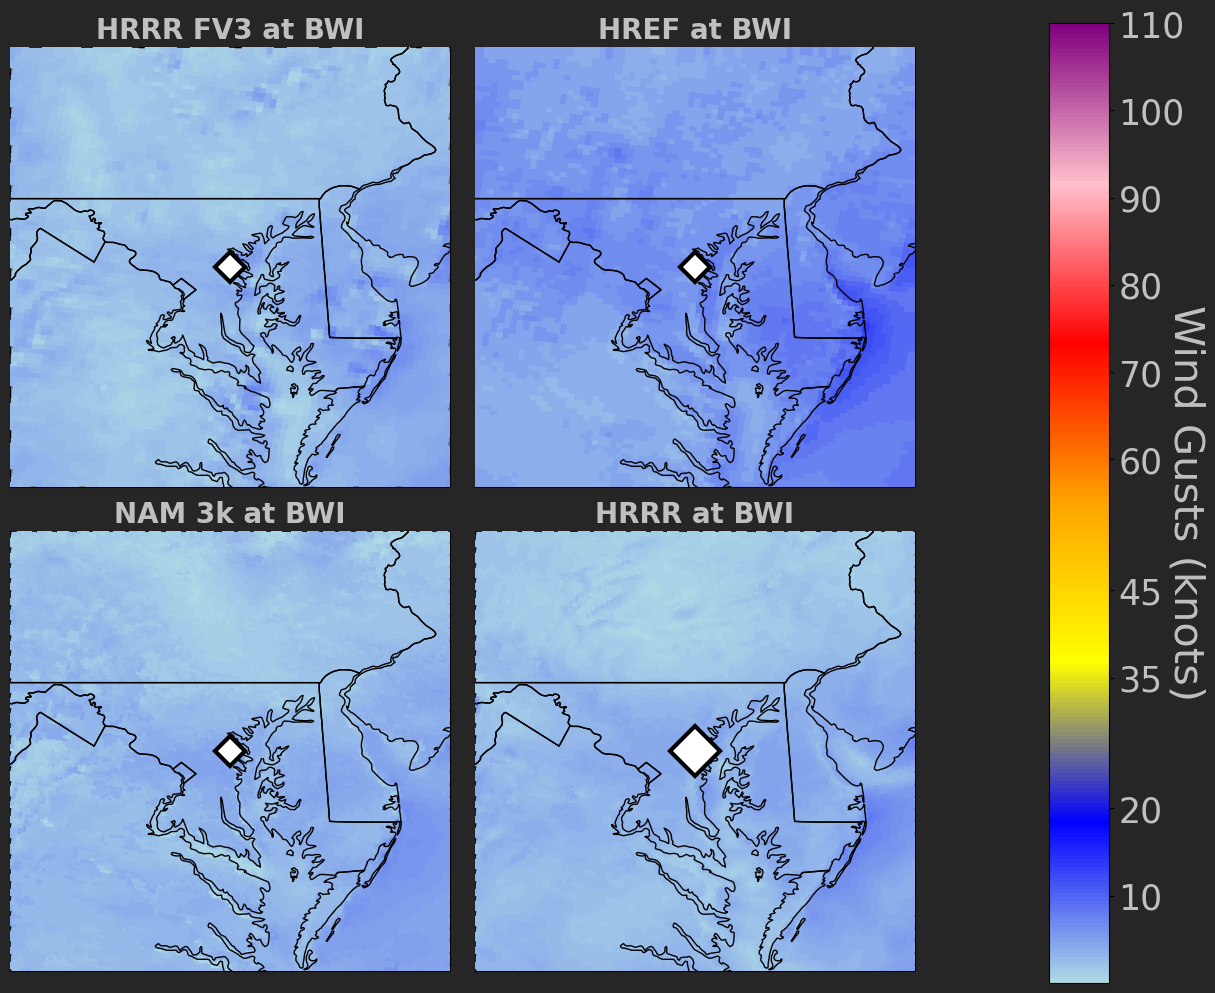 HRRR FV3 at BWI
HREF at BWI
NAM 3k at BWI
HRRR at BWI
110
100
90
80
70
60
45
35
20
10
Wind Gusts (knots)